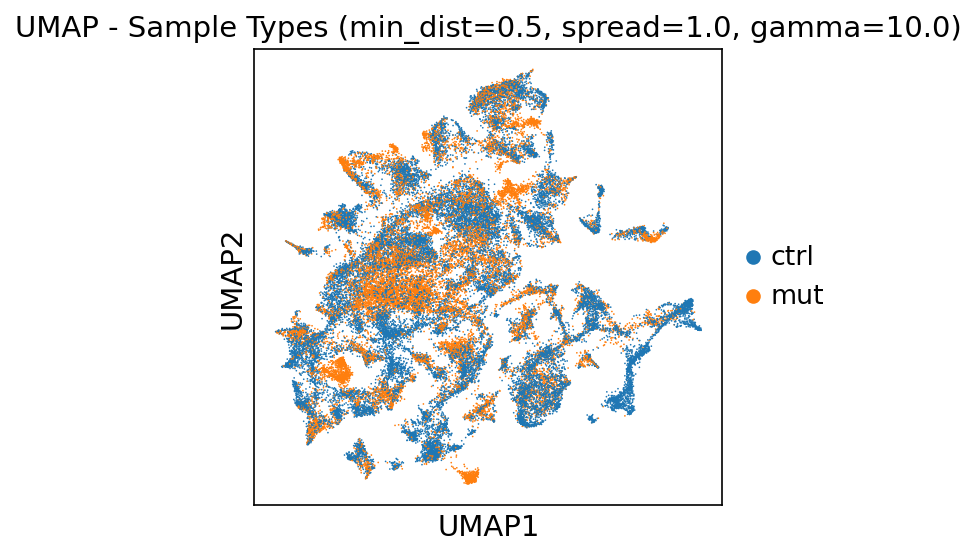 UMAP - Sample Types (min_dist=0.5, spread=1.0, gamma=10.0)
UMAP2
ctrl
mut
UMAP1